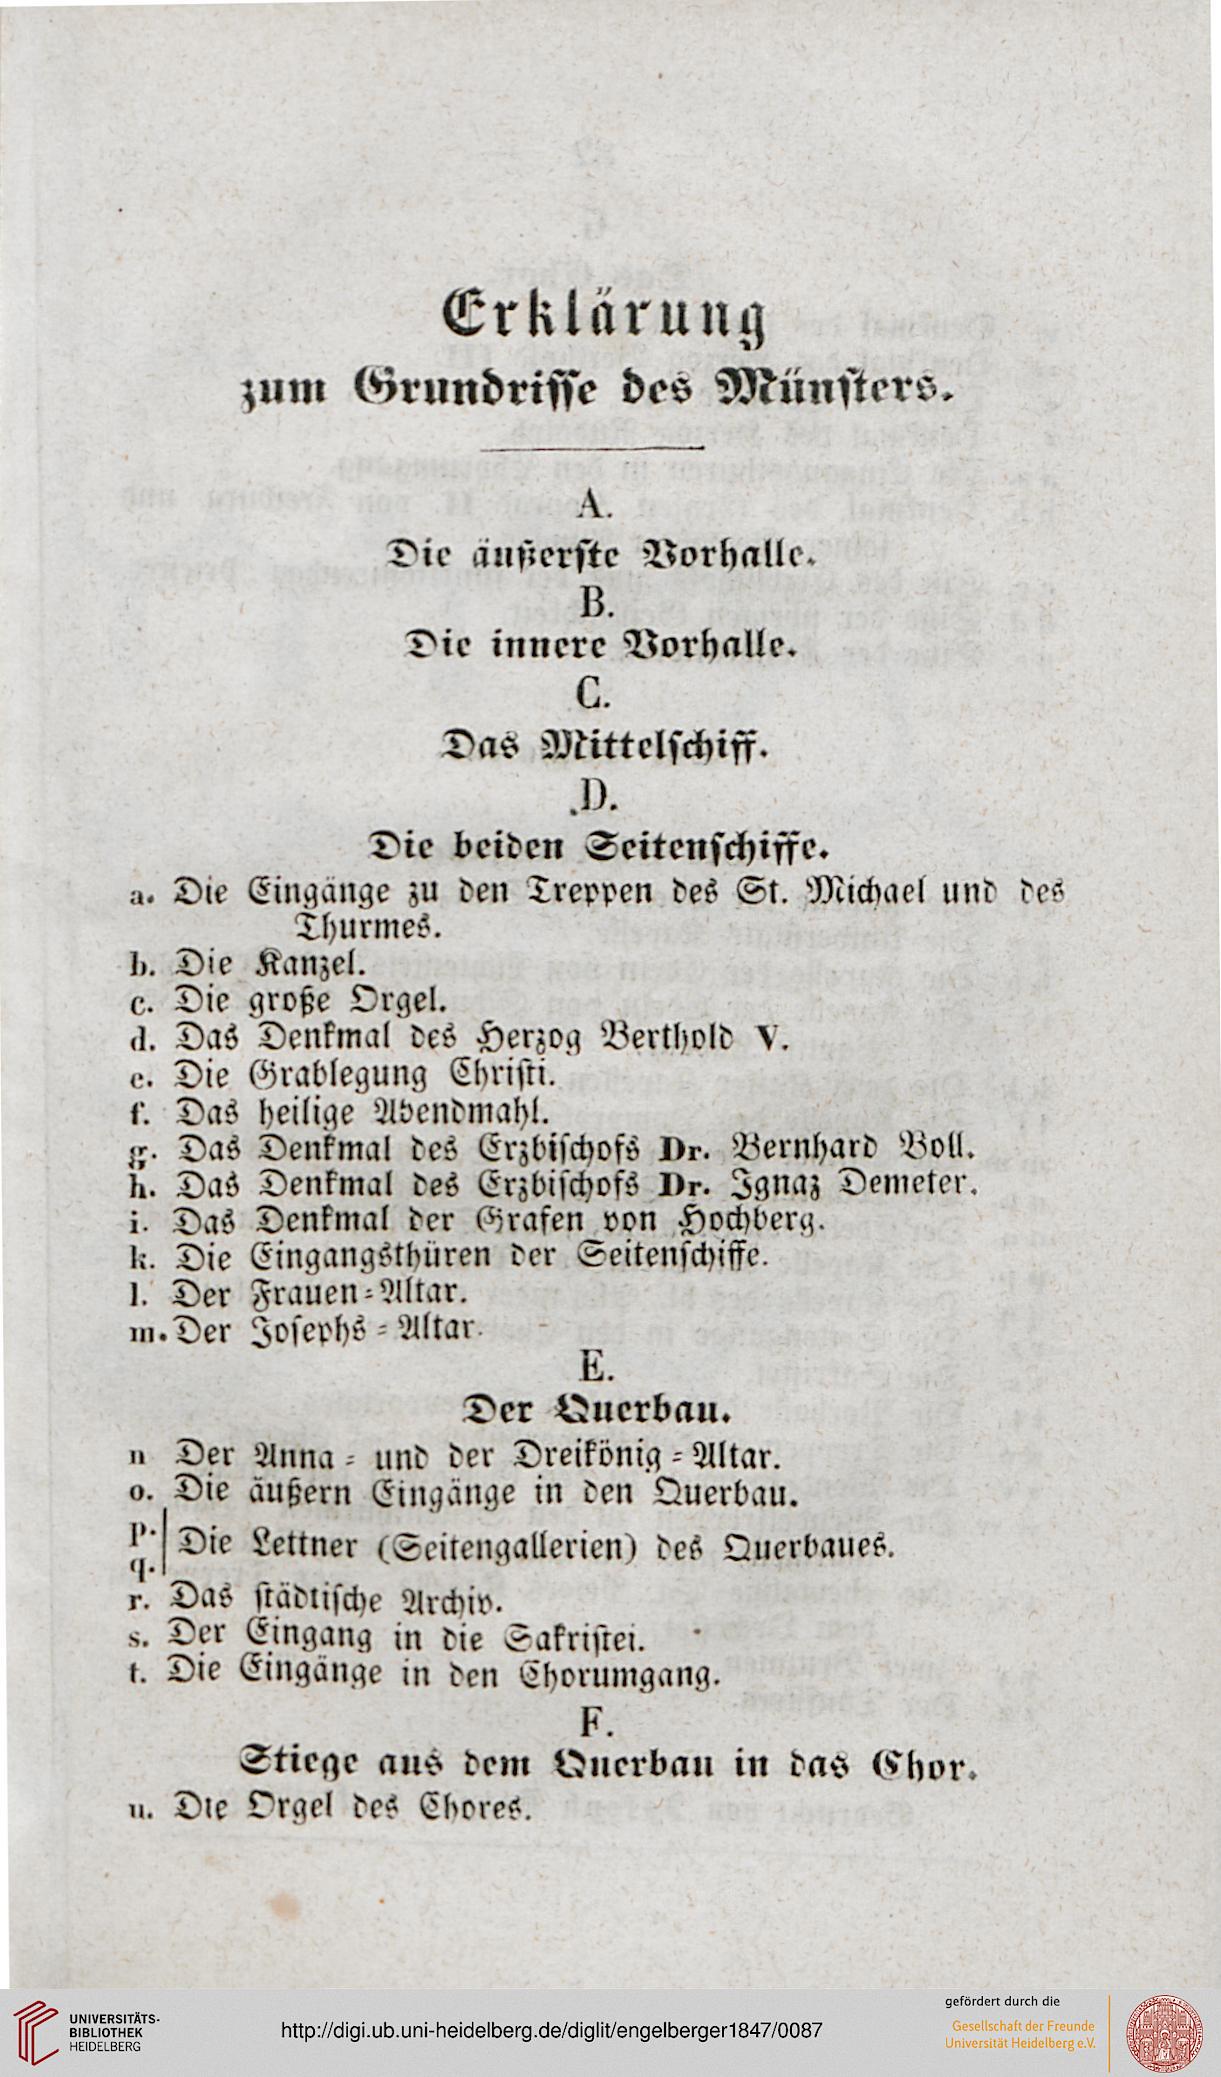 Erklärung
zum Grundrisse des Münsters.
A.
Die äußerste Vorhalle.
B.
Die innere Vorhalle.
C.
Das Mittelschiff.
D.
Die beiden Seitenschiffe.
a. Die Eingänge zu den Treppen des St. Michael und des
Thurmes.
b. Die Kanzel.
c. Die große Orgel.
d. Das Denkmal des Herzog Berthold V.
e. Die Grablegung Christi.
f. Das heilige Abendmahl.
g. Das Denkmal des Erzbischofs Dr. Bernhard Boll.
h. Das Denkmal des Erzbischofs Dr. Ignaz Demeter.
i. Das Denkmal der Grafen von Hochberg.
k. Die Eingangsthüren der Seitenschiffe.
l. Der Frauen-Altar.
m. Der Josephs-Altar.
E.
Der Querbau.
n Der Anna- und der Dreikönig-Altar.
o. Die äußern Eingänge in den Querbau.
p.
q. Die Lettner (Seitengallerien) des Querbaues.
r. Das städtische Archiv.
s. Der Eingang in die Sakristei.
t. Die Eingänge in den Chorumgang.
F.
Stiege aus dem Querbau in das Chor.
u. Die Orgel des Chores.
UNIVERSITÄTS-
BIBLIOTHEK
HEIDELBERG
http://digi.ub.uni-heidelberg.de/diglit/engelberger1847/0087
gefördert durch die
Gesellschaft der Freunde
Universität Heidelberg e.V.